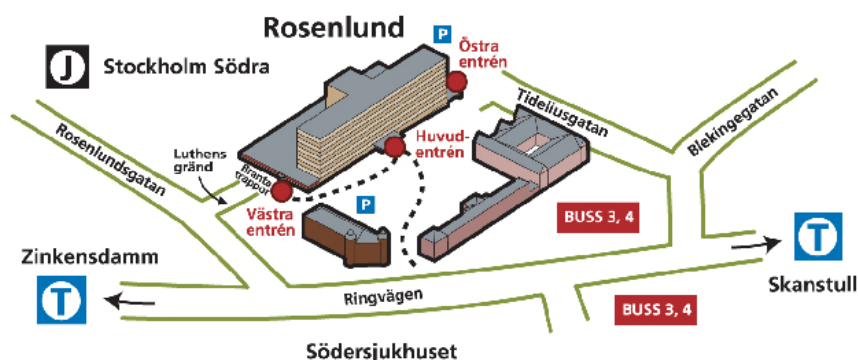 Rosenlund
P
Östra
entrén
J
Stockholm Södra
Tideliusgatan
Blekingegatan
Rosenlundsgatan
Luthens
gränd
Branta
trappor
Huvud-
entrén
Västra
entrén
P
BUSS 3, 4
T
Skanstull
Zinkensdamm
T
Ringvägen
BUSS 3, 4
Södersjukhuset